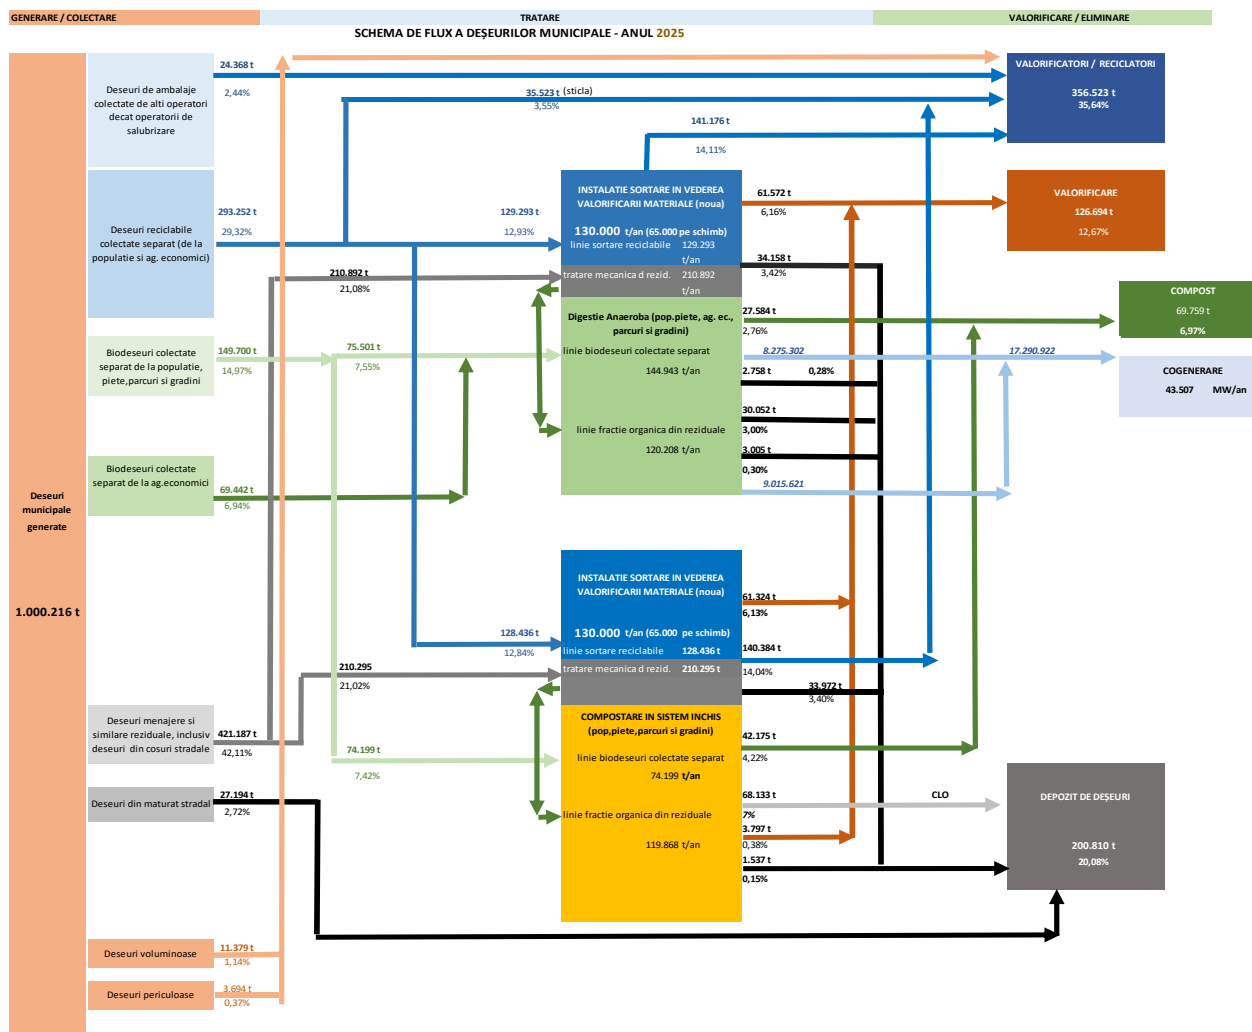 GENERARE / COLECTARE
TRATARE
VALORIFICARE / ELIMINARE
SCHEMA DE FLUX A DEȘEURILOR MUNICIPALE - ANUL 2025
Deseuri
municipale
generate
1.000.216 t
Deseuri de ambalaje
colectate de alti operatori
decat operatorii de
salubrizare
24.368 t
2,44%
35.523 t (sticla)
3,55%
141.176 t
14,11%
VALORIFICATORI / RECICLATORI
356.523 t
35,64%
Deseuri reciclabile
colectate separat (de la
populatie si ag. economici)
293.252 t
29,32%
129.293 t
12,93%
210.892 t
21,08%
INSTALATIE SORTARE IN VEDEREA
VALORIFICARII MATERIALE (noua)
130.000 t/an (65.000 pe schimb)
linie sortare reciclabile 129.293
t/an
tratare mecanica d rezid. 210.892
t/an
61.572 t
6,16%
34.158 t
3,42%
VALORIFICARE
126.694 t
12,67%
Biodeseuri colectate
separat de la populatie,
piete,parcuri si gradini
149.700 t
14,97%
75.501 t
7,55%
Digestie Anaeroba (pop.piete, ag. ec.,
parcuri si gradini)
linie biodeseuri colectate separat
144.943 t/an
linie fractie organica din reziduale
120.208 t/an
27.584 t
2,76%
8.275.302
17.290.922
2.758 t 0,28%
30.052 t
3,00%
3.005 t
0,30%
9.015.621
COMPOST
69.759 t
6,97%
COGENERARE
43.507 MW/an
Biodeseuri colectate
separat de la ag.economici
69.442 t
6,94%
INSTALATIE SORTARE IN VEDEREA
VALORIFICARII MATERIALE (noua)
130.000 t/an (65.000 pe schimb)
linie sortare reciclabile 128.436 t
tratare mecanica d rezid. 210.295 t
128.436 t
12,84%
210.295
21,02%
61.324 t
6,13%
140.384 t
14,04%
33.972 t
3,40%
Deseuri menajere si
similare reziduale, inclusiv
deseuri din cosuri stradale
421.187 t
42,11%
74.199 t
7,42%
COMPOSTARE IN SISTEM INCHIS
(pop,piete,parcuri si gradini)
linie biodeseuri colectate separat
74.199 t/an
linie fractie organica din reziduale
119.868 t/an
42.175 t
4,22%
68.133 t
7%
CLO
3.797 t
0,38%
1.537 t
0,15%
DEPOZIT DE DEȘEURI
200.810 t
20,08%
Deseuri din maturat stradal
27.194 t
2,72%
Deseuri voluminoase
11.379 t
1,14%
Deseuri periculoase
3.694 t
0,37%